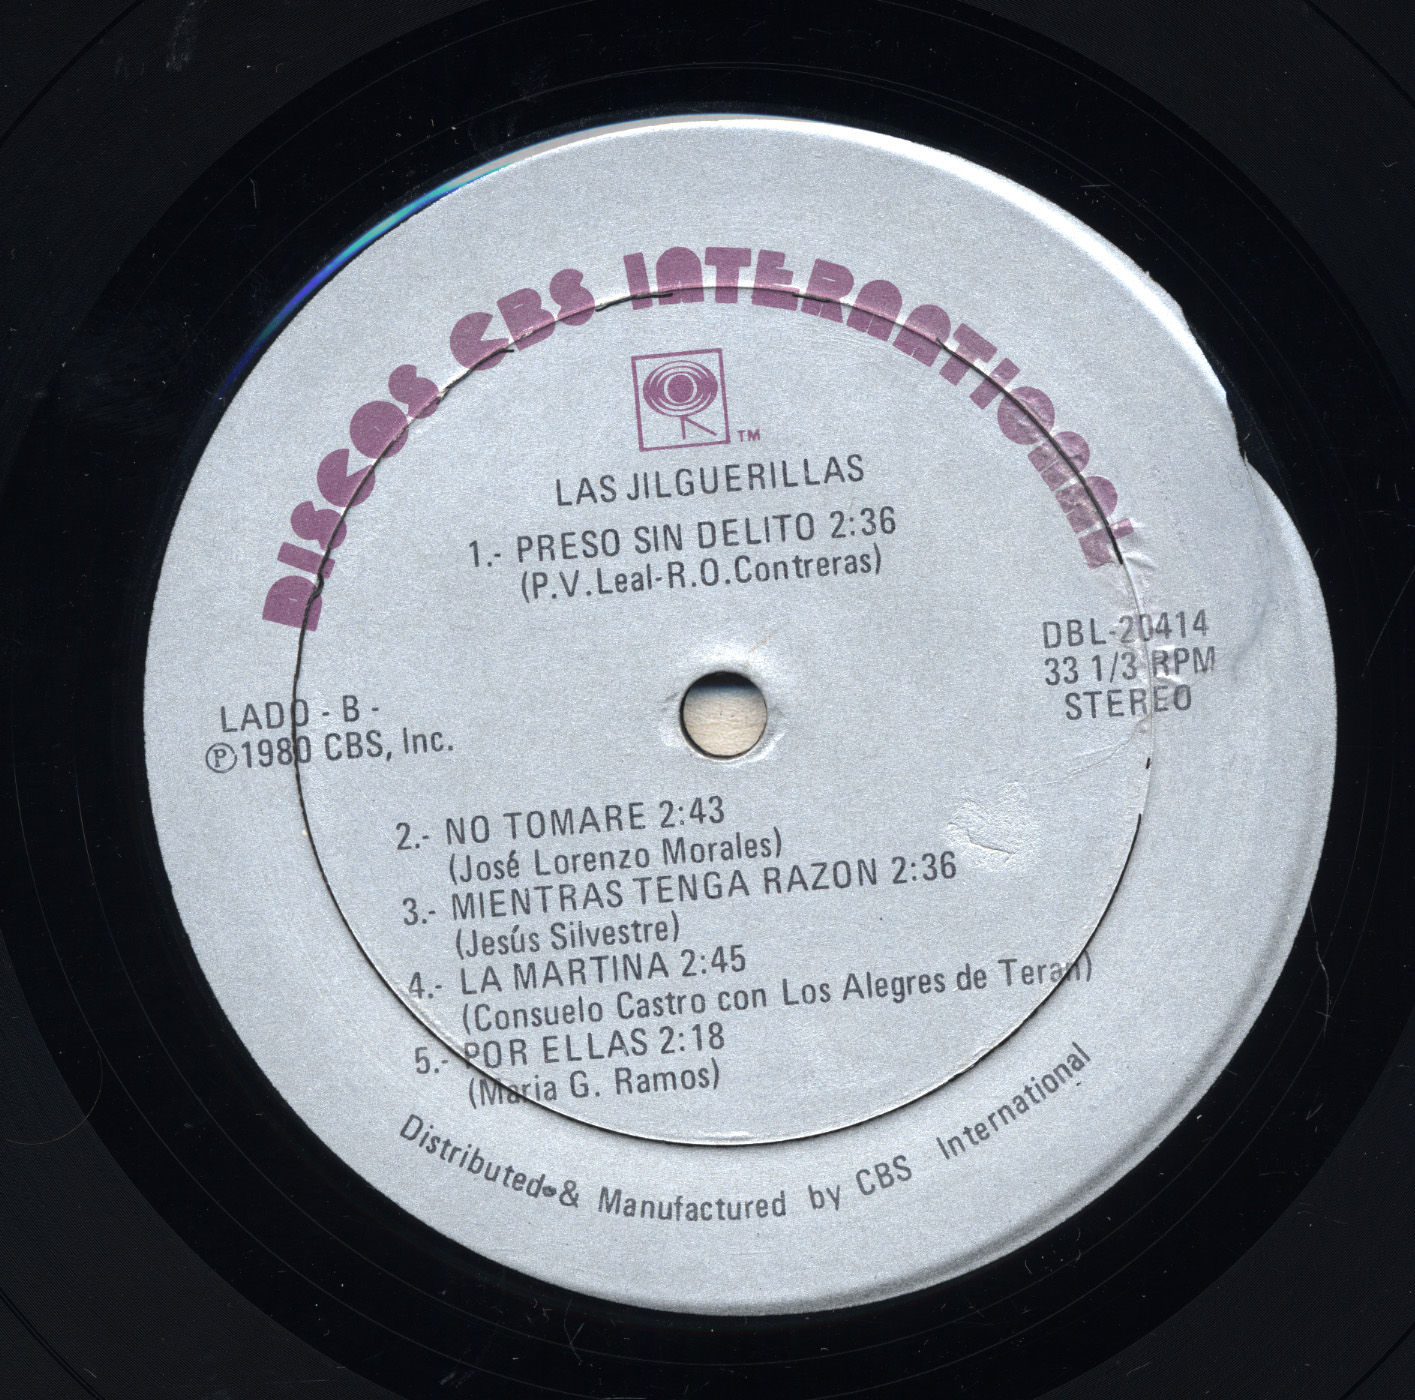 DISCOS CBS INTERNATIONAL
TM
LAS JILGUERILLAS
1.- PRESO SIN DELITO 2:36
(P.V.Leal-R.O.Contreras)
DBL-20414
33 1/3 RPM
STEREO
LADO - B -
Ⓟ1980 CBS, Inc.
2.- NO TOMARE 2:43
(José Lorenzo Morales)
3.- MIENTRAS TENGA RAZON 2:36
(Jesús Silvestre)
4.- LA MARTINA 2:45
(Consuelo Castro con Los Alegres de Teran)
5.- POR ELLAS 2:18
(Maria G. Ramos)
Distributed & Manufactured by CBS International